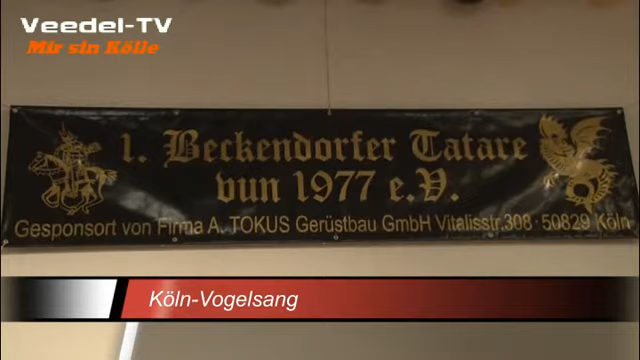 Veedel-TV
Mir sin Kölle
1. Beckendorfer Tatare
vun 1977 e.V.
Gesponsort von Firma A. TOKUS Gerüstbau GmbH Vitalisstr.308 · 50829 Köln
Köln-Vogelsang